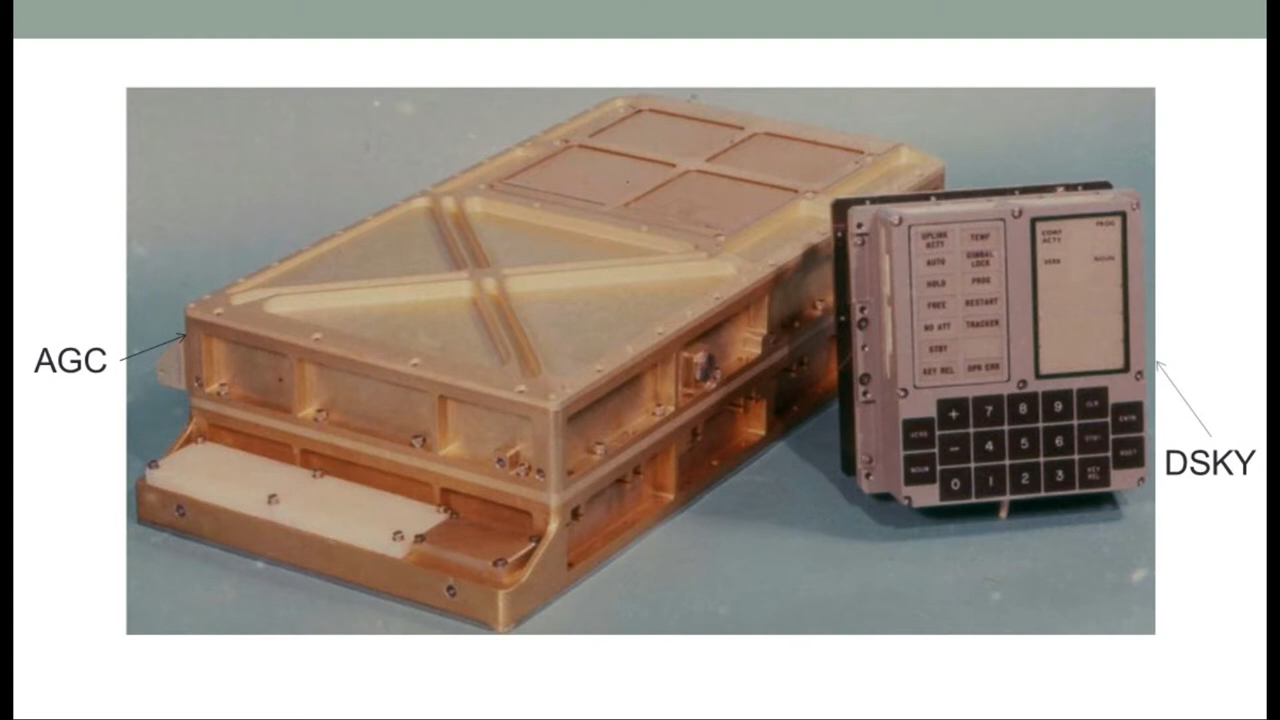 AGC
DSKY
UPLINK
ACTY
TEMP
AUTO
GIMBAL
LOCK
HOLD
PROG
FREE
RESTART
NO ATT
TRACKER
STBY
KEY REL
OPR ERR
COMP
ACTY
PROG
VERB
NOUN
+ 7 8 9 CLR
VERB
ENTR
- 4 5 6 STBY
NOUN
RSET
0 1 2 3 KEY
REL